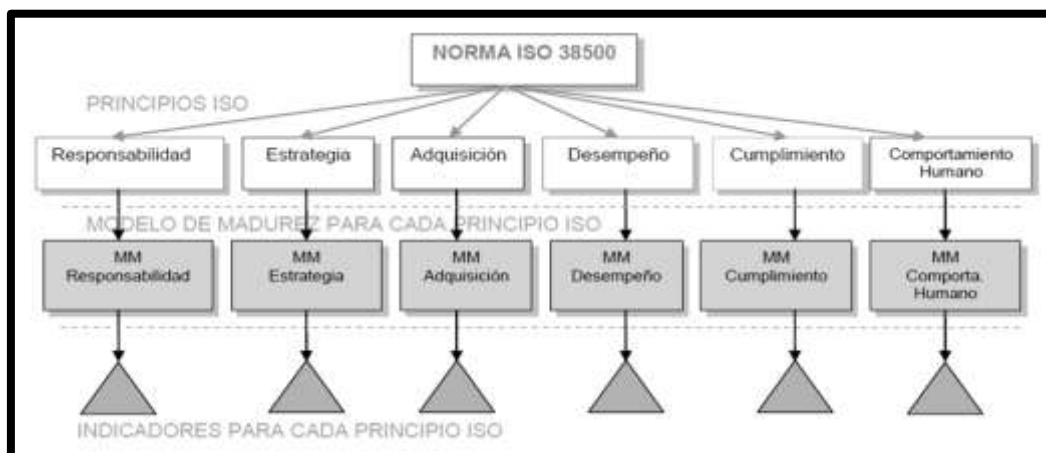 NORMA ISO 38500
PRINCIPIOS ISO
Responsabilidad
Estrategia
Adquisición
Desempeño
Cumplimiento
Comportamiento
Humano
MODELO DE MADUREZ PARA CADA PRINCIPIO ISO
MM
Responsabilidad
MM
Estrategia
MM
Adquisición
MM
Desempeño
MM
Cumplimiento
MM
Comporta.
Humano
INDICADORES PARA CADA PRINCIPIO ISO